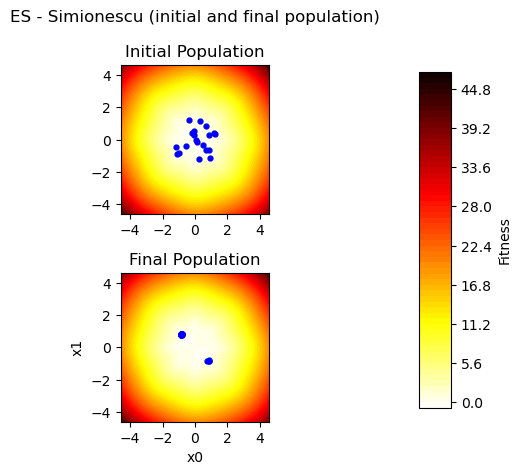 ES - Simionescu (initial and final population)
Initial Population
4
2
0
−2
−4
−4 −2 0 2 4
Final Population
4
2
0
−2
−4
x1
−4 −2 0 2 4
x0
44.8
39.2
33.6
28.0
22.4
16.8
11.2
5.6
0.0
Fitness